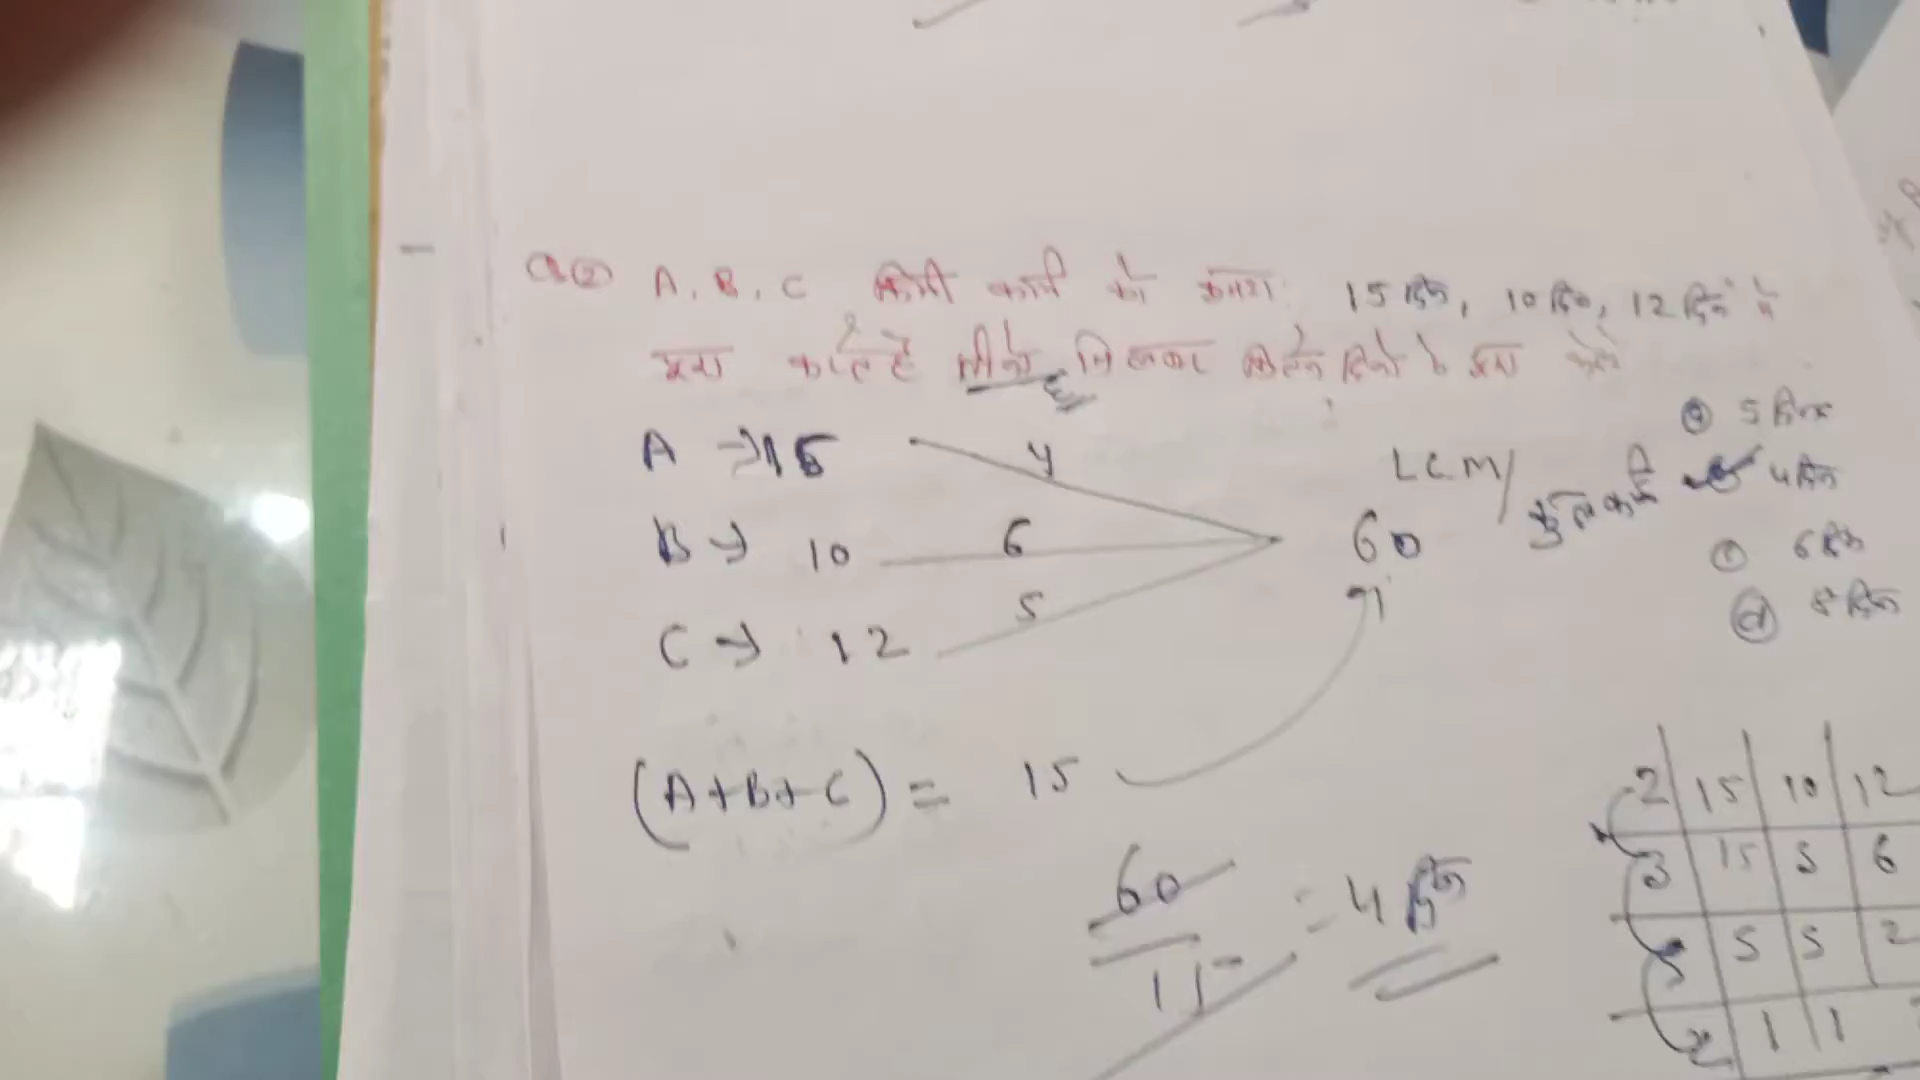 Q② A, B, C किसी कार्य को क्रमशः 15 दिन, 10 दिन, 12 दिनों में
पूरा करते हैं तीनों मिलकर कितने दिनों में पूरा करेंगे
A → 15 4 LCM/ कुल कार्य
B → 10 6 60
C → 12 5
ⓐ 5 दिन
4 दिन
ⓒ 6 दिन
ⓓ 8 दिन
(A+B+C) = 15
60/15 = 4 दिन
2 15 10 12
3 15 5 6
5 5 5 2
2 1 1